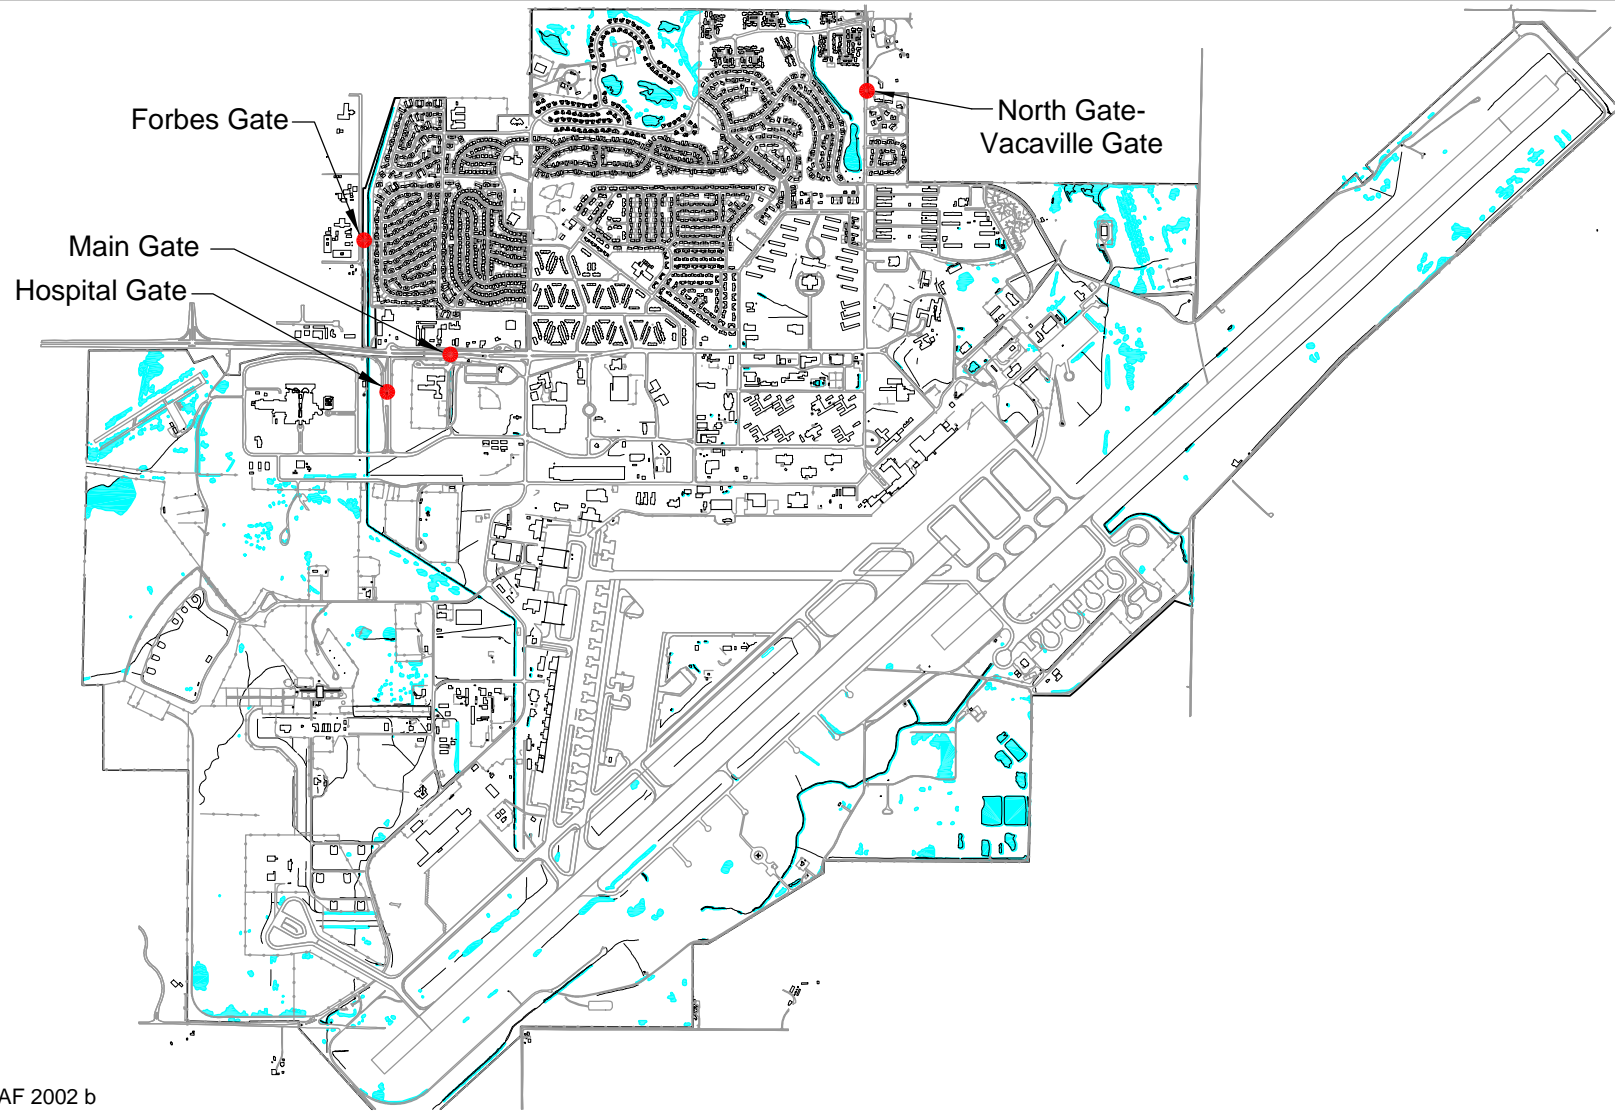 Forbes Gate
North Gate-
Vacaville Gate
Main Gate
Hospital Gate
AF 2002 b